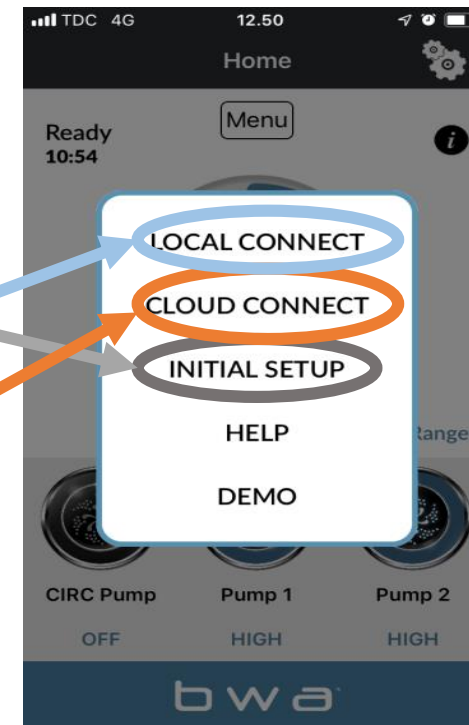 TDC 4G 12.50
Home
Menu
Ready
10:54
i
LOCAL CONNECT
CLOUD CONNECT
INITIAL SETUP
HELP
Range
DEMO
CIRC Pump Pump 1 Pump 2
OFF HIGH HIGH
bwa